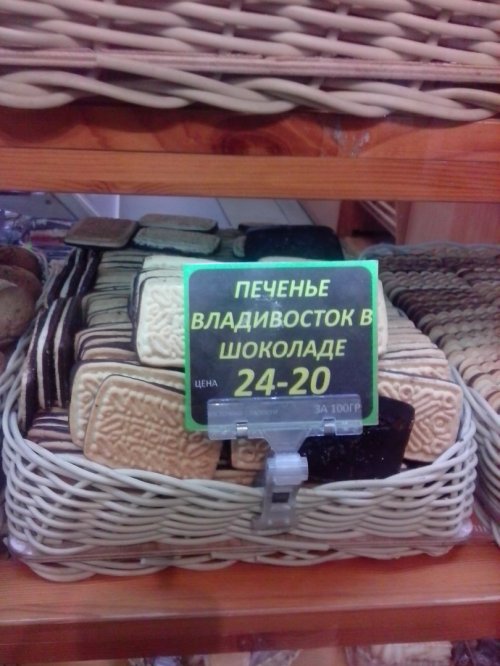 ПЕЧЕНЬЕ
ВЛАДИВОСТОК В
ШОКОЛАДЕ
ЦЕНА 24-20
ЗА 100ГР